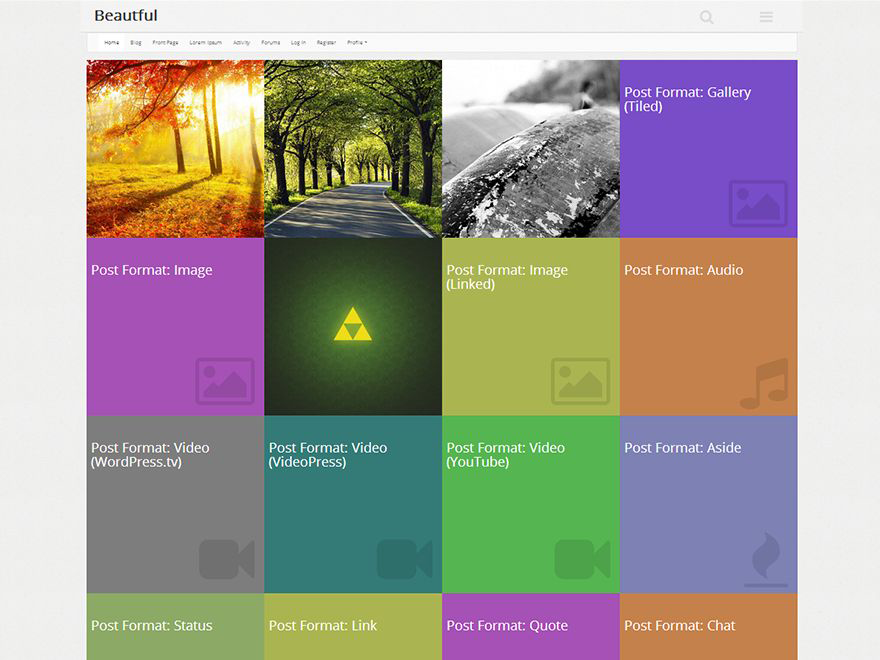 Beautful
Home Blog Front Page Lorem Ipsum Activity Forums Log In Register Profile
Post Format: Gallery
(Tiled)
Post Format: Image
Post Format: Image
(Linked)
Post Format: Audio
Post Format: Video
(WordPress.tv)
Post Format: Video
(VideoPress)
Post Format: Video
(YouTube)
Post Format: Aside
Post Format: Status
Post Format: Link
Post Format: Quote
Post Format: Chat